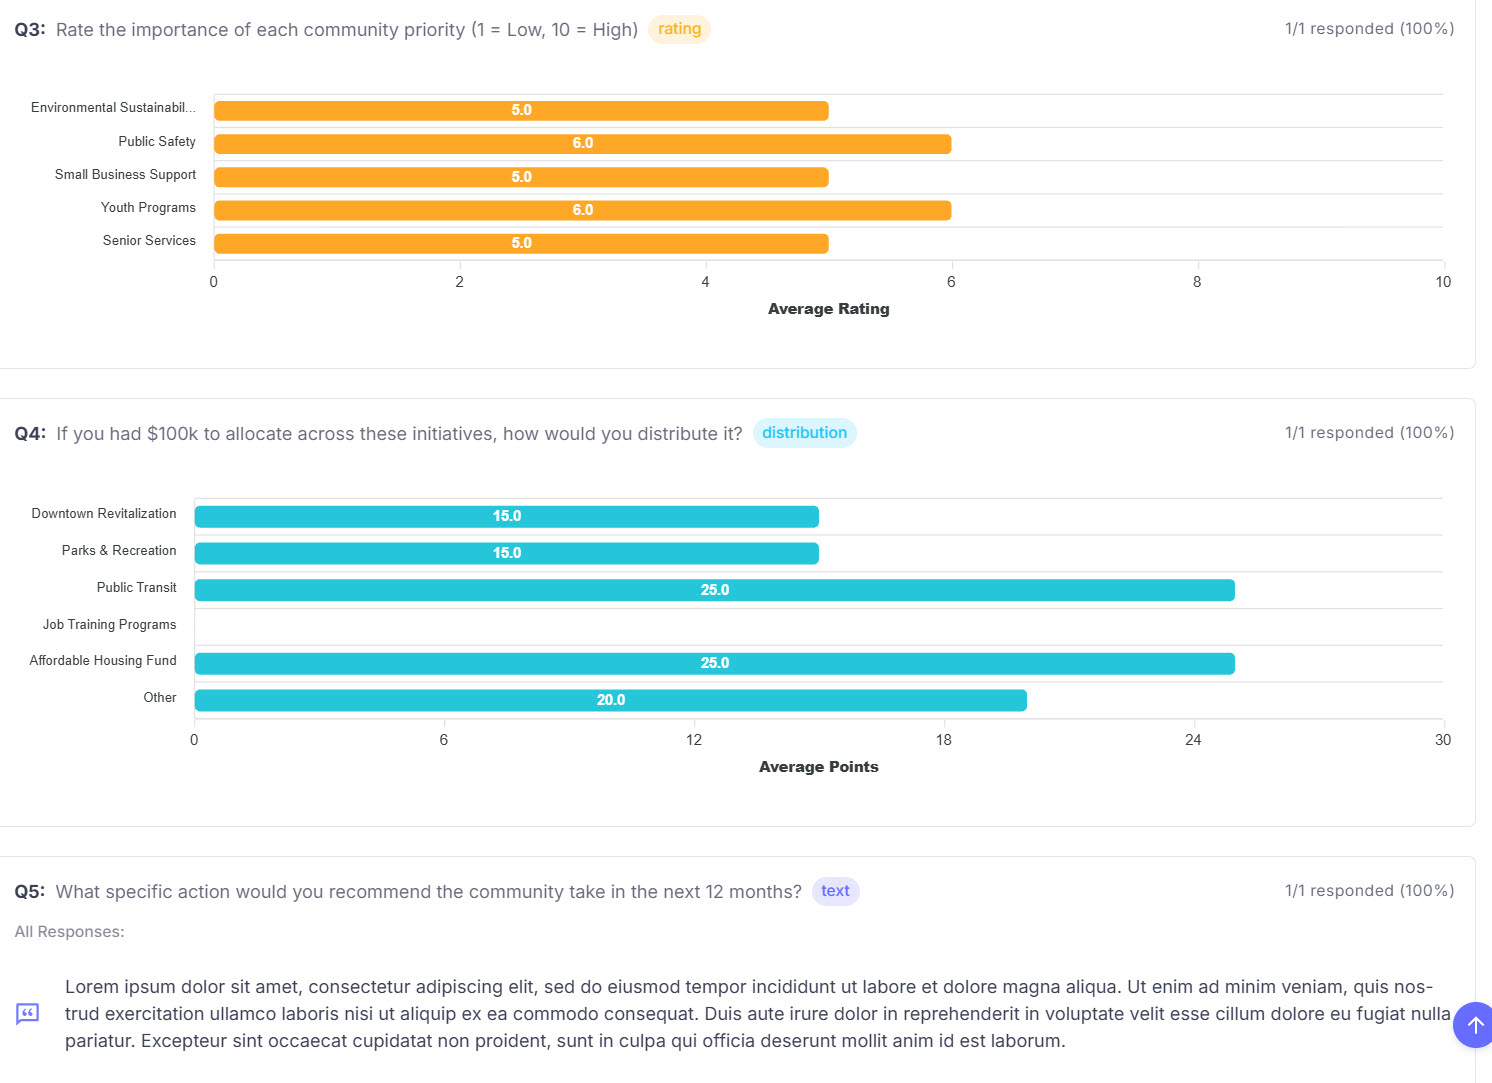 Q3: Rate the importance of each community priority (1 = Low, 10 = High) rating 1/1 responded (100%)
Environmental Sustainabil... 5.0
Public Safety 6.0
Small Business Support 5.0
Youth Programs 6.0
Senior Services 5.0
0 2 4 6 8 10
Average Rating
Q4: If you had $100k to allocate across these initiatives, how would you distribute it? distribution 1/1 responded (100%)
Downtown Revitalization 15.0
Parks & Recreation 15.0
Public Transit 25.0
Job Training Programs
Affordable Housing Fund 25.0
Other 20.0
0 6 12 18 24 30
Average Points
Q5: What specific action would you recommend the community take in the next 12 months? text 1/1 responded (100%)
All Responses:
Lorem ipsum dolor sit amet, consectetur adipiscing elit, sed do eiusmod tempor incididunt ut labore et dolore magna aliqua. Ut enim ad minim veniam, quis nos-
trud exercitation ullamco laboris nisi ut aliquip ex ea commodo consequat. Duis aute irure dolor in reprehenderit in voluptate velit esse cillum dolore eu fugiat nulla
pariatur. Excepteur sint occaecat cupidatat non proident, sunt in culpa qui officia deserunt mollit anim id est laborum.